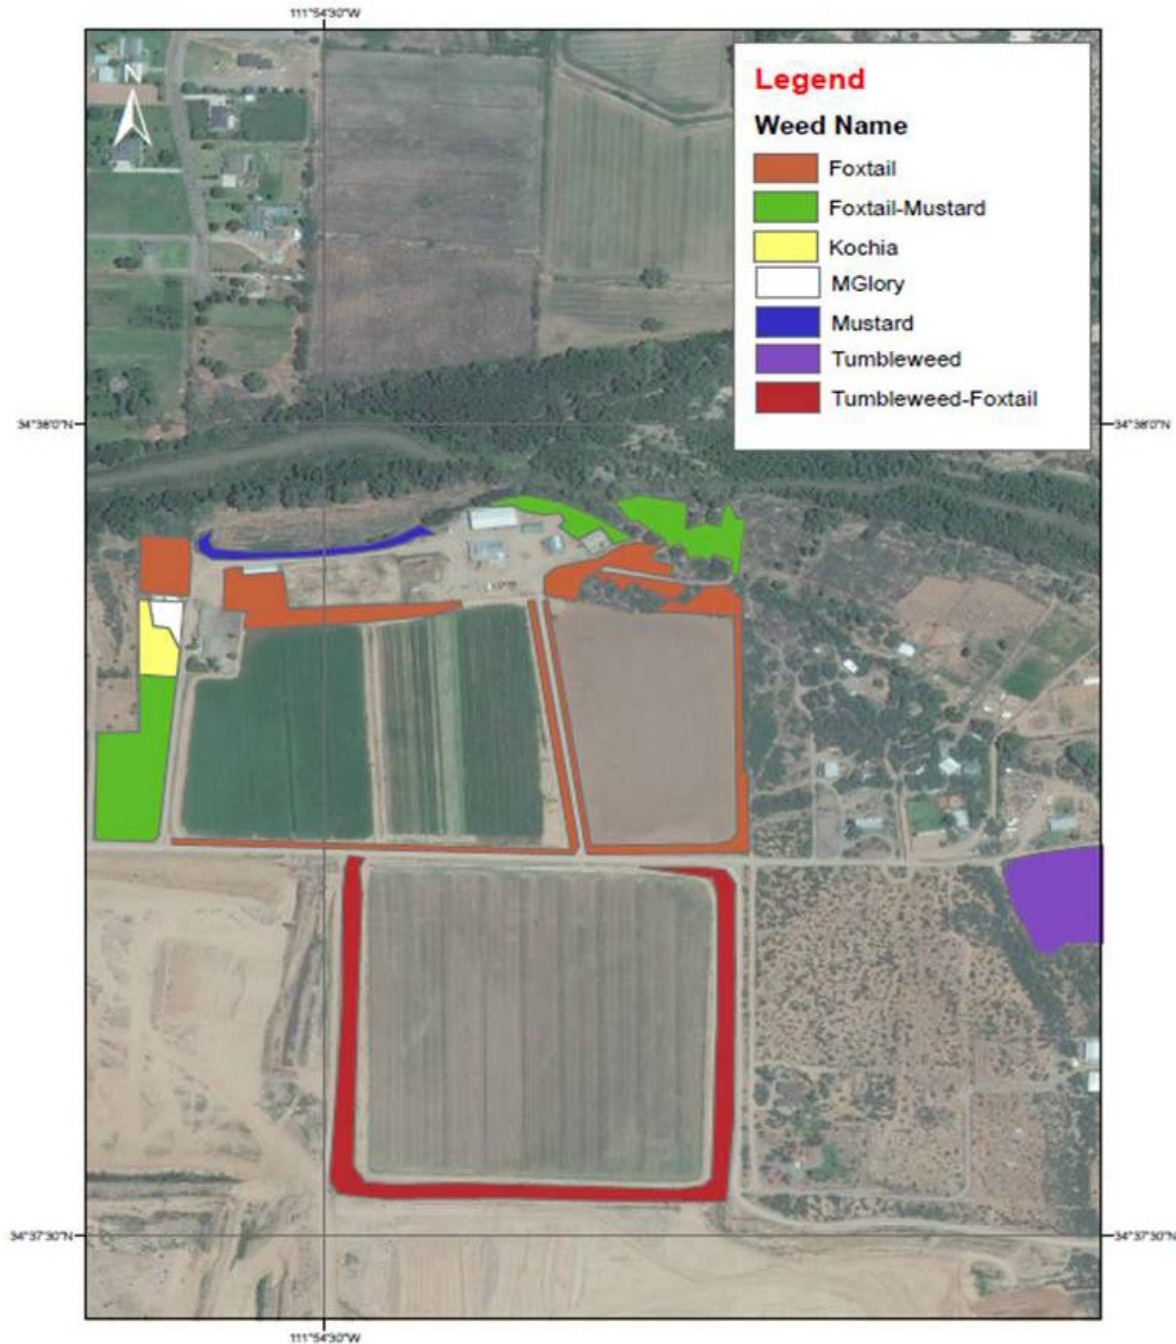 111°54'30"W
N
Legend
Weed Name
Foxtail
Foxtail-Mustard
Kochia
MGlory
Mustard
Tumbleweed
Tumbleweed-Foxtail
34°38'0"N
34°38'0"N
34°37'30"N
34°37'30"N
111°54'30"W